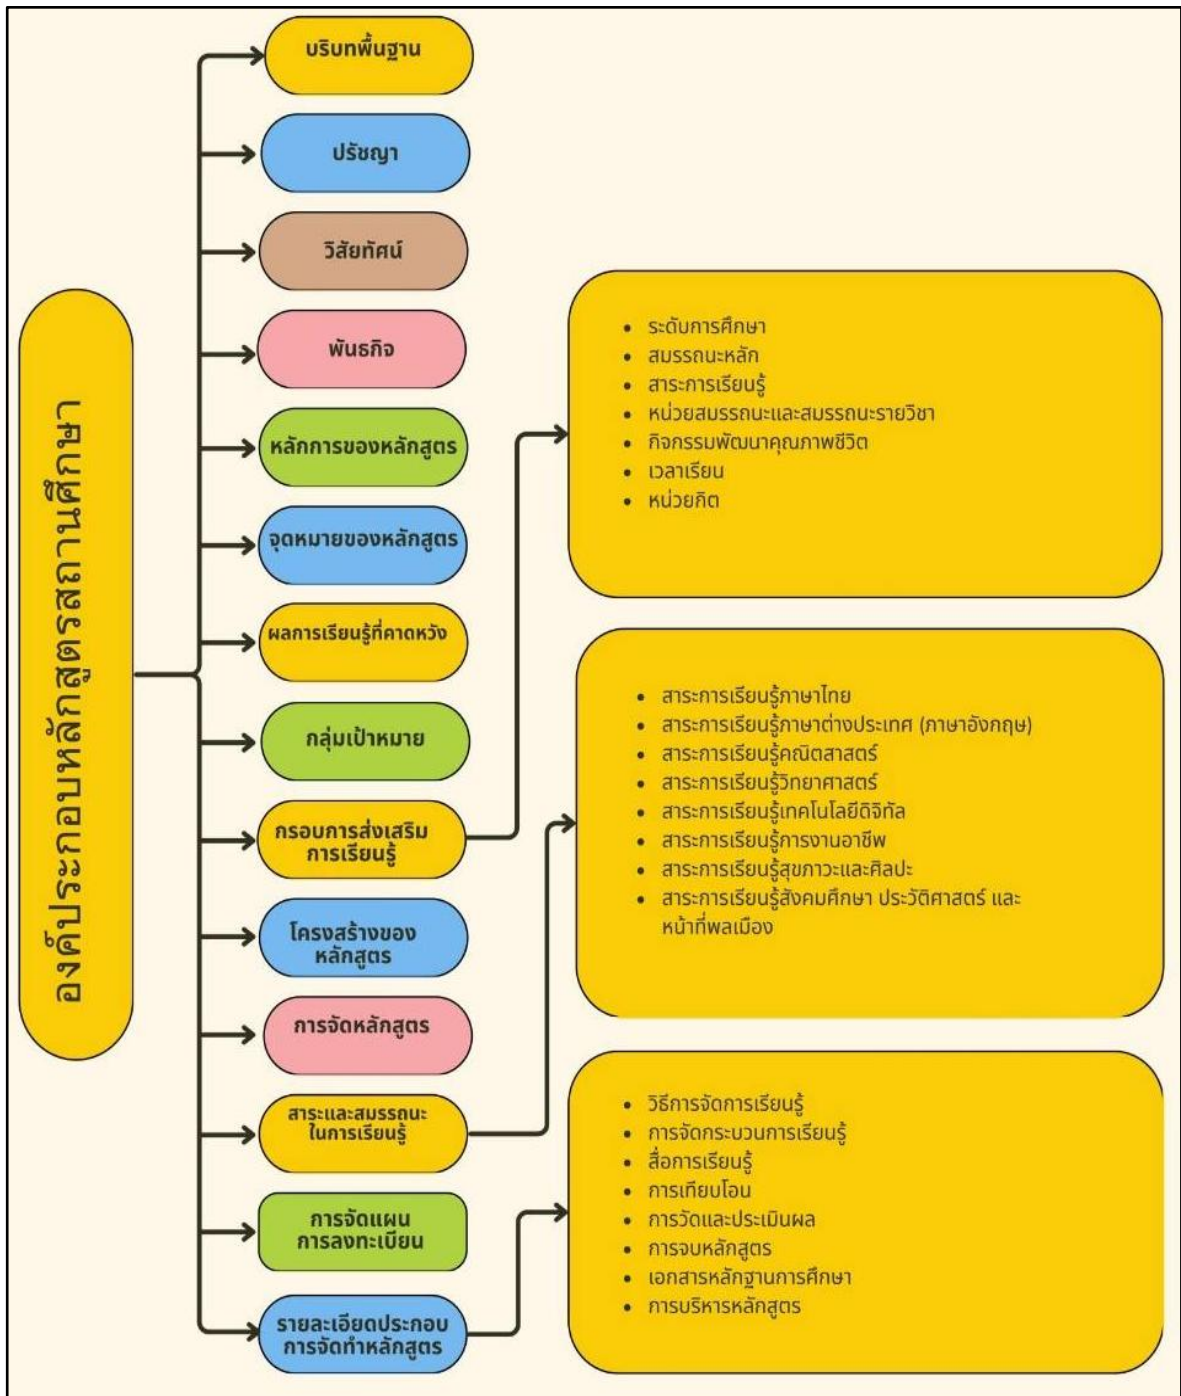 องค์ประกอบหลักสูตรสถานศึกษา
บริบทพื้นฐาน
ปรัชญา
วิสัยทัศน์
พันธกิจ
หลักการของหลักสูตร
จุดหมายของหลักสูตร
ผลการเรียนรู้ที่คาดหวัง
กลุ่มเป้าหมาย
กรอบการส่งเสริม
การเรียนรู้
• ระดับการศึกษา
• สมรรถนะหลัก
• สาระการเรียนรู้
• หน่วยสมรรถนะและสมรรถนะรายวิชา
• กิจกรรมพัฒนาคุณภาพชีวิต
• เวลาเรียน
• หน่วยกิต
โครงสร้างของ
หลักสูตร
การจัดหลักสูตร
สาระและสมรรถนะ
ในการเรียนรู้
• สาระการเรียนรู้ภาษาไทย
• สาระการเรียนรู้ภาษาต่างประเทศ (ภาษาอังกฤษ)
• สาระการเรียนรู้คณิตสาสตร์
• สาระการเรียนรู้วิทยาศาสตร์
• สาระการเรียนรู้เทคโนโลยีดิจิทัล
• สาระการเรียนรู้การงานอาชีพ
• สาระการเรียนรู้สุขภาวะและศิลปะ
• สาระการเรียนรู้สังคมศึกษา ประวัติศาสตร์ และ
หน้าที่พลเมือง
การจัดแผน
การลงทะเบียน
รายละเอียดประกอบ
การจัดทำหลักสูตร
• วิธีการจัดการเรียนรู้
• การจัดกระบวนการเรียนรู้
• สื่อการเรียนรู้
• การเทียบโอน
• การวัดและประเมินผล
• การจบหลักสูตร
• เอกสารหลักฐานการศึกษา
• การบริหารหลักสูตร